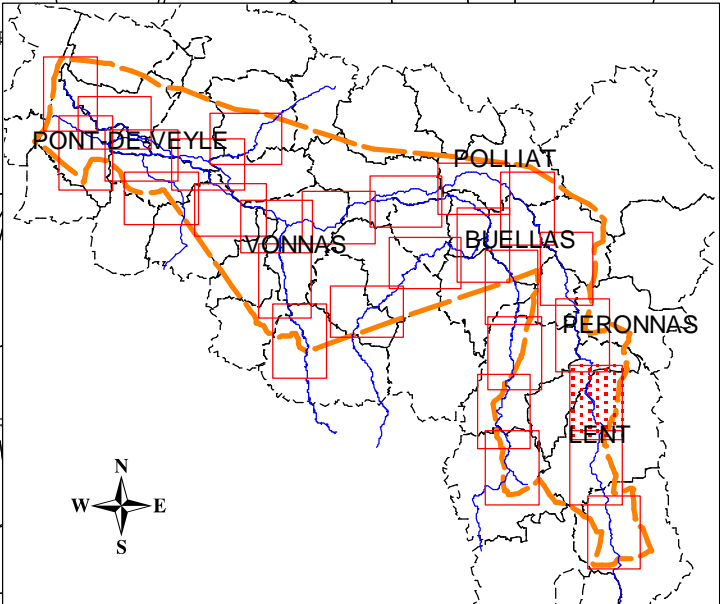 PONT-DE-VEYLE
POLLIAT
VONNAS
BUELLAS
PERONNAS
LENT
N
W E
S